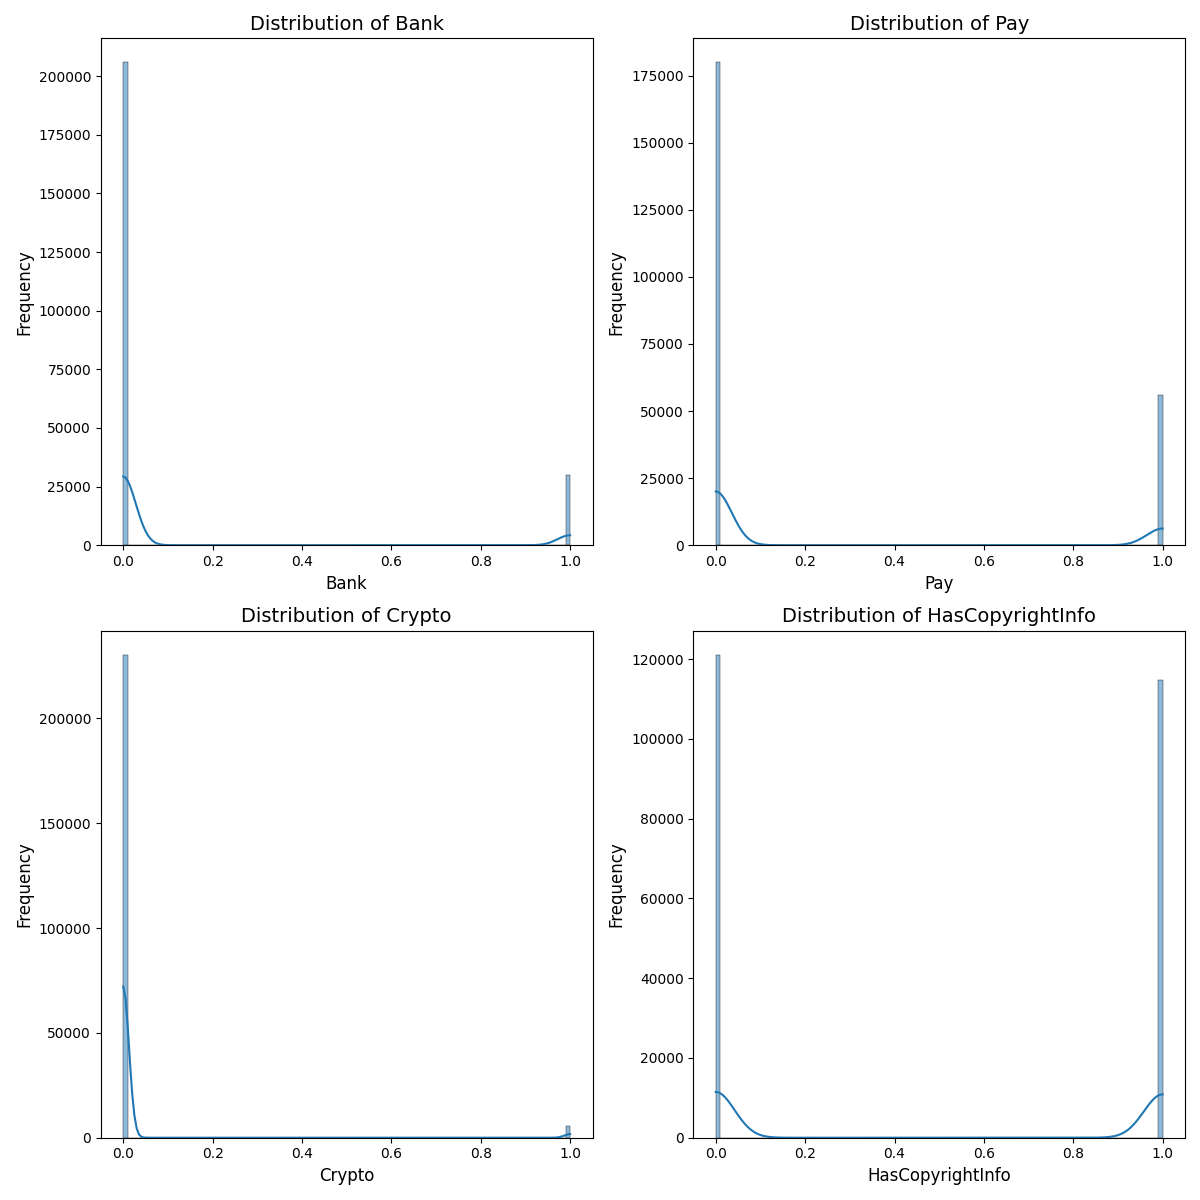 Distribution of Bank
200000
175000
150000
125000
100000
75000
50000
25000
0
Frequency
0.0 0.2 0.4 0.6 0.8 1.0
Bank
Distribution of Pay
175000
150000
125000
100000
75000
50000
25000
0
Frequency
0.0 0.2 0.4 0.6 0.8 1.0
Pay
Distribution of Crypto
200000
150000
100000
50000
0
Frequency
0.0 0.2 0.4 0.6 0.8 1.0
Crypto
Distribution of HasCopyrightInfo
120000
100000
80000
60000
40000
20000
0
Frequency
0.0 0.2 0.4 0.6 0.8 1.0
HasCopyrightInfo